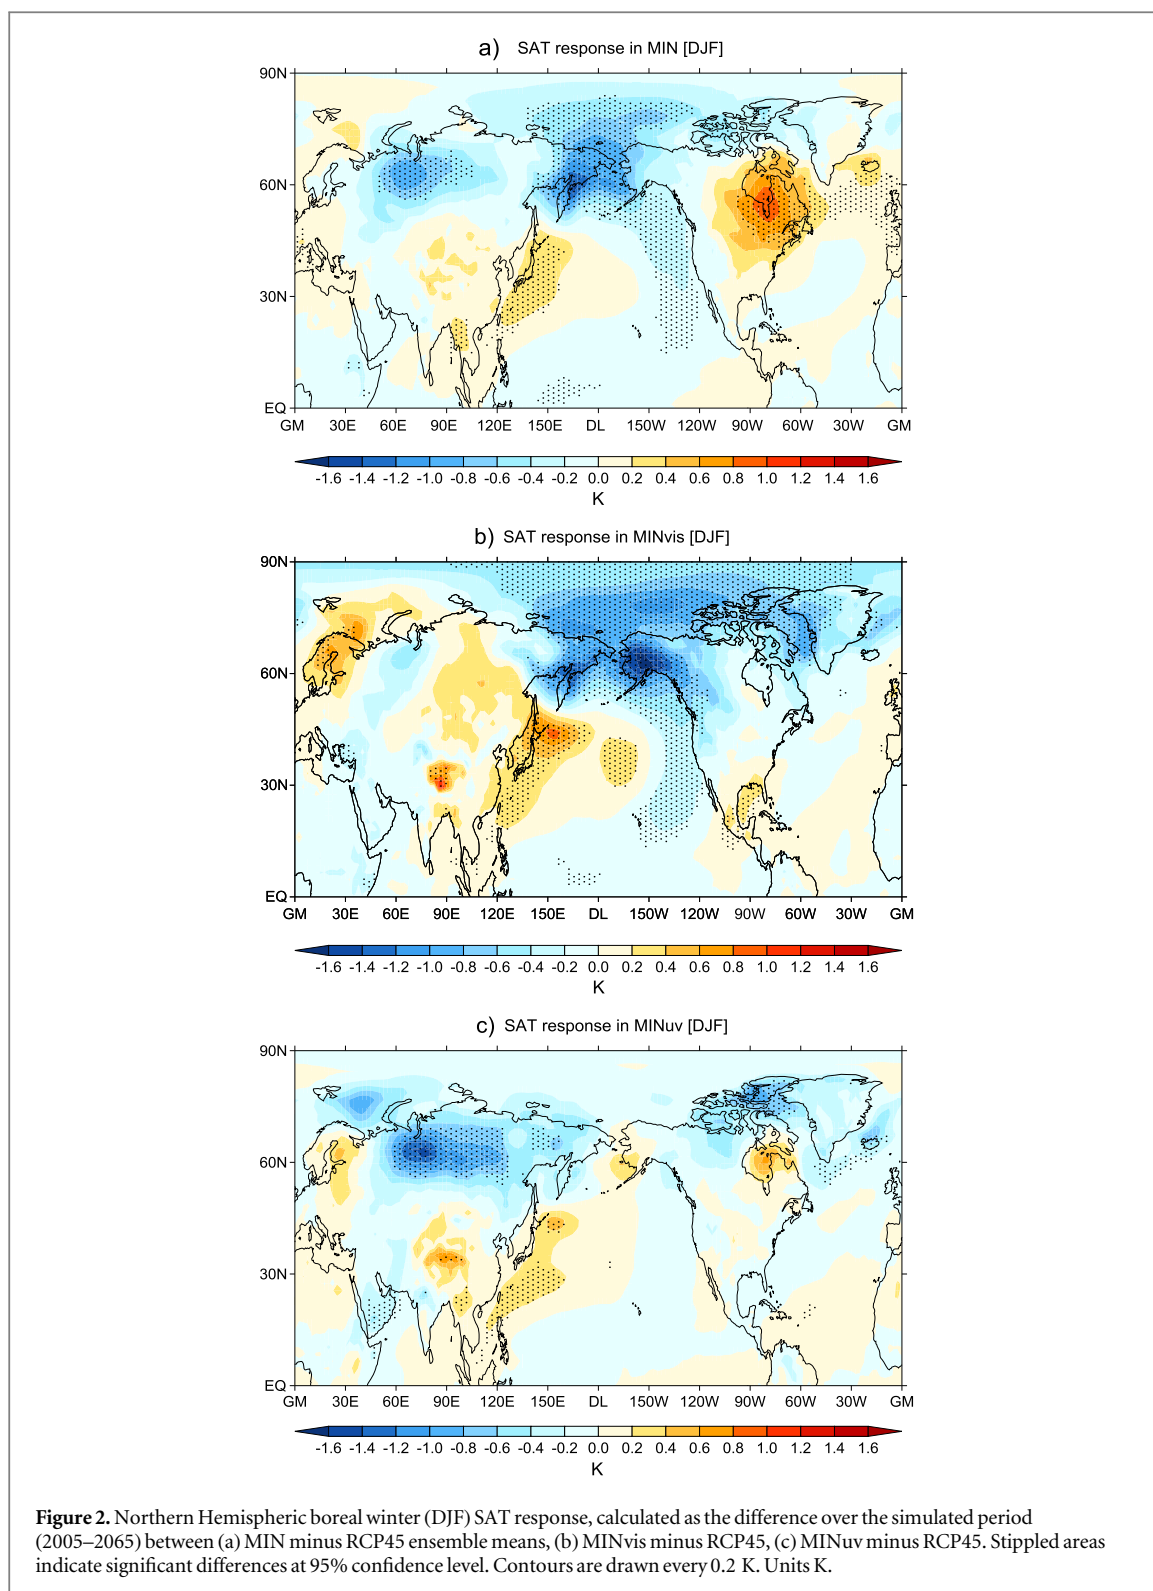 a) SAT response in MIN [DJF]
90N
60N
30N
EQ
GM 30E 60E 90E 120E 150E DL 150W 120W 90W 60W 30W GM
-1.6 -1.4 -1.2 -1.0 -0.8 -0.6 -0.4 -0.2 0.0 0.2 0.4 0.6 0.8 1.0 1.2 1.4 1.6
K
b) SAT response in MINvis [DJF]
90N
60N
30N
EQ
GM 30E 60E 90E 120E 150E DL 150W 120W 90W 60W 30W GM
-1.6 -1.4 -1.2 -1.0 -0.8 -0.6 -0.4 -0.2 0.0 0.2 0.4 0.6 0.8 1.0 1.2 1.4 1.6
K
c) SAT response in MINuv [DJF]
90N
60N
30N
EQ
GM 30E 60E 90E 120E 150E DL 150W 120W 90W 60W 30W GM
-1.6 -1.4 -1.2 -1.0 -0.8 -0.6 -0.4 -0.2 0.0 0.2 0.4 0.6 0.8 1.0 1.2 1.4 1.6
K
Figure 2. Northern Hemispheric boreal winter (DJF) SAT response, calculated as the difference over the simulated period
(2005–2065) between (a) MIN minus RCP45 ensemble means, (b) MINvis minus RCP45, (c) MINuv minus RCP45. Stippled areas
indicate significant differences at 95% confidence level. Contours are drawn every 0.2 K. Units K.